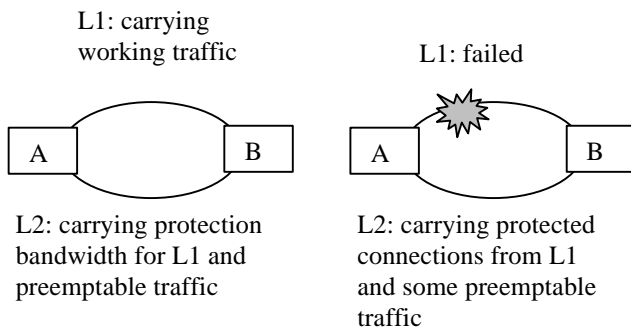 L1: carrying
working traffic
A
B
L2: carrying protection
bandwidth for L1 and
preemptable traffic
L1: failed
A
B
L2: carrying protected
connections from L1
and some preemptable
traffic